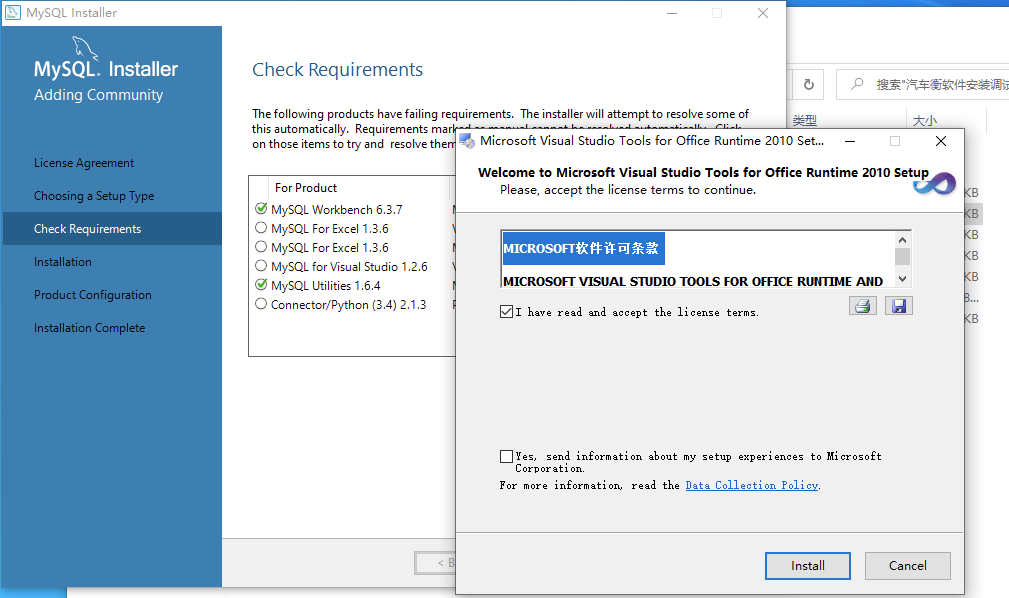 MySQL Installer
MySQL. Installer
Adding Community
License Agreement
Choosing a Setup Type
Check Requirements
Installation
Product Configuration
Installation Complete
Check Requirements
The following products have failing requirements. The installer will attempt to resolve some of
this automatically. Requirements marked as manual cannot be resolved automatically. Click
on those items to try and resolve them
For Product
MySQL Workbench 6.3.7
MySQL For Excel 1.3.6
MySQL For Excel 1.3.6
MySQL for Visual Studio 1.2.6
MySQL Utilities 1.6.4
Connector/Python (3.4) 2.1.3
< B
搜索"汽车衡软件安装调试
类型
大小
KB
KB
KB
KB
KB
B...
KB
Microsoft Visual Studio Tools for Office Runtime 2010 Set...
Welcome to Microsoft Visual Studio Tools for Office Runtime 2010 Setup
Please, accept the license terms to continue.
MICROSOFT软件许可条款
MICROSOFT VISUAL STUDIO TOOLS FOR OFFICE RUNTIME AND
I have read and accept the license terms.
Yes, send information about my setup experiences to Microsoft
Corporation.
For more information, read the Data Collection Policy.
Install
Cancel